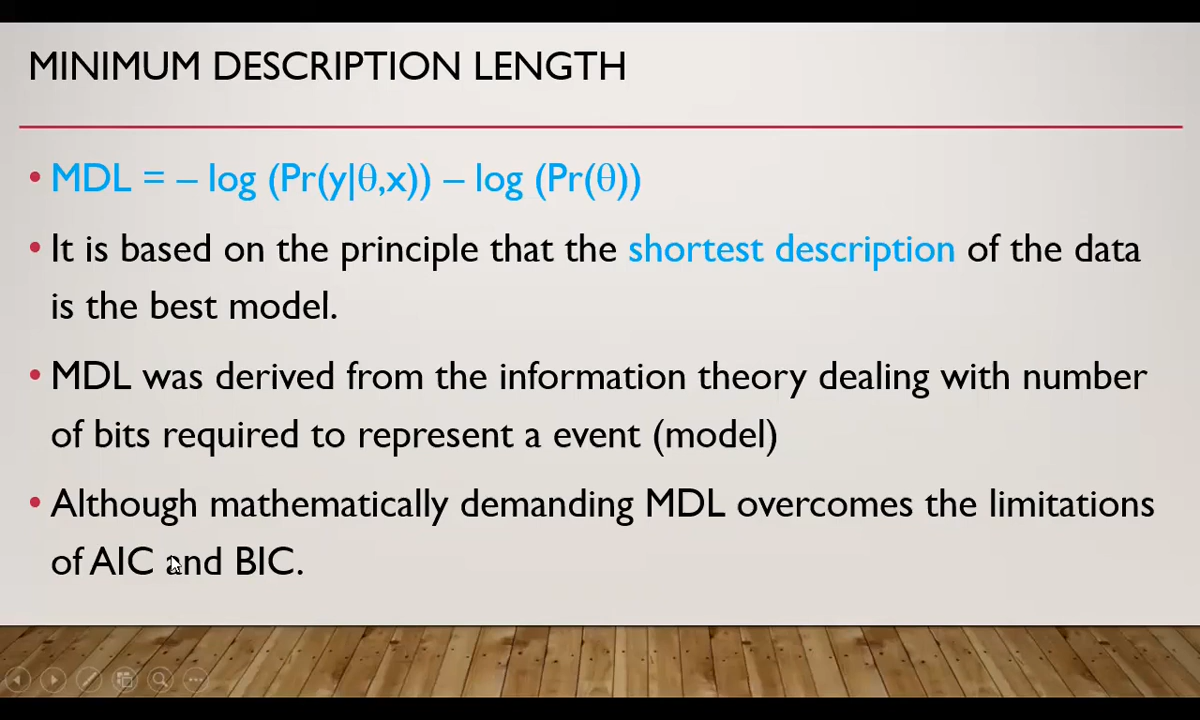 MINIMUM DESCRIPTION LENGTH
• MDL = – log (Pr(y|θ,x)) – log (Pr(θ))
• It is based on the principle that the shortest description of the data
is the best model.
• MDL was derived from the information theory dealing with number
of bits required to represent a event (model)
• Although mathematically demanding MDL overcomes the limitations
of AIC and BIC.